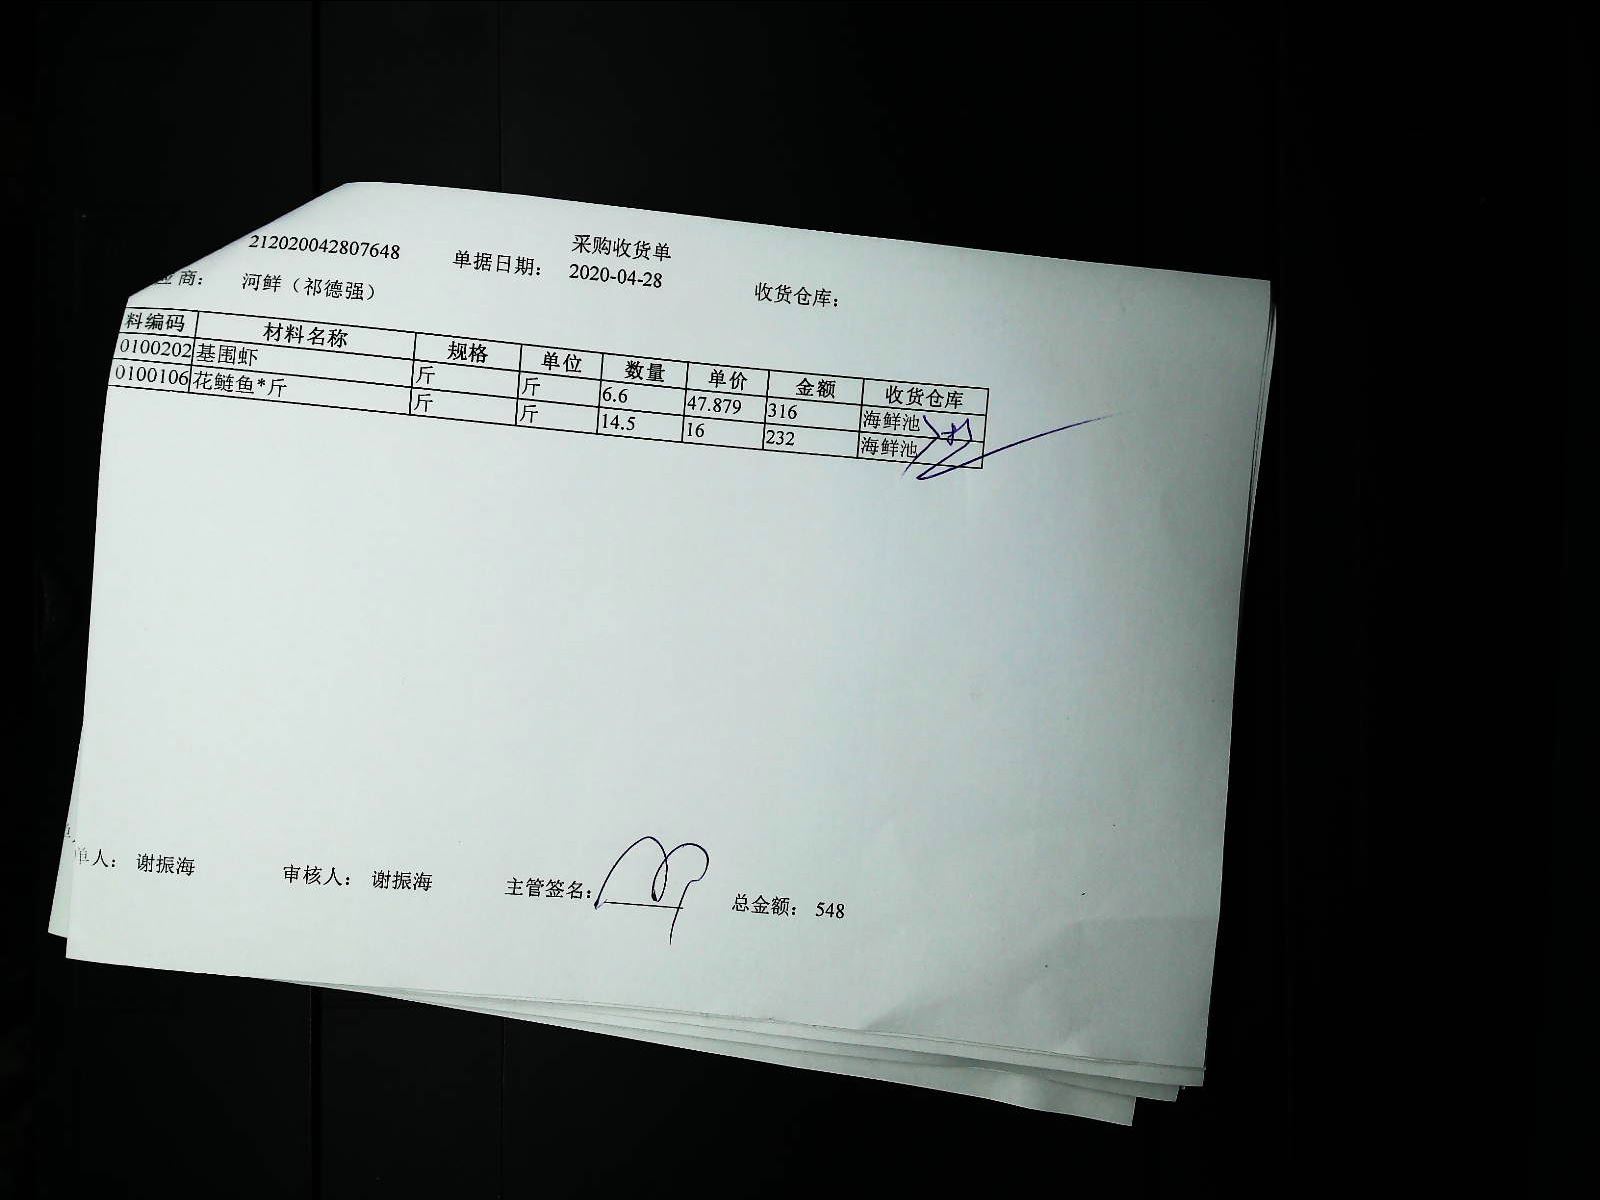 采购收货单
212020042807648 单据日期： 2020-04-28 收货仓库：
应商： 河鲜（祁德强）
料编码 材料名称 规格 单位 数量 单价 金额 收货仓库
0100202 基围虾 斤 斤 6.6 47.879 316 海鲜池
0100106 花鲢鱼*斤 斤 斤 14.5 16 232 海鲜池
单人： 谢振海 审核人： 谢振海 主管签名： 总金额： 548